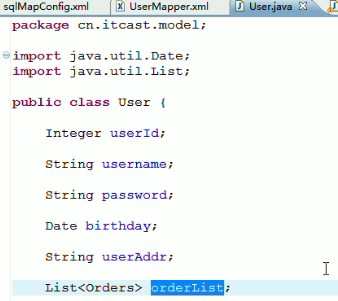 sqlMapConfig.xml UserMapper.xml User.java
package cn.itcast.model;
import java.util.Date;
import java.util.List;
public class User {
Integer userId;
String username;
String password;
Date birthday;
String userAddr;
List<Orders> orderList;